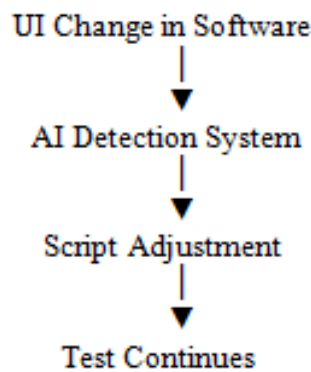 UI Change in Software
AI Detection System
Script Adjustment
Test Continues